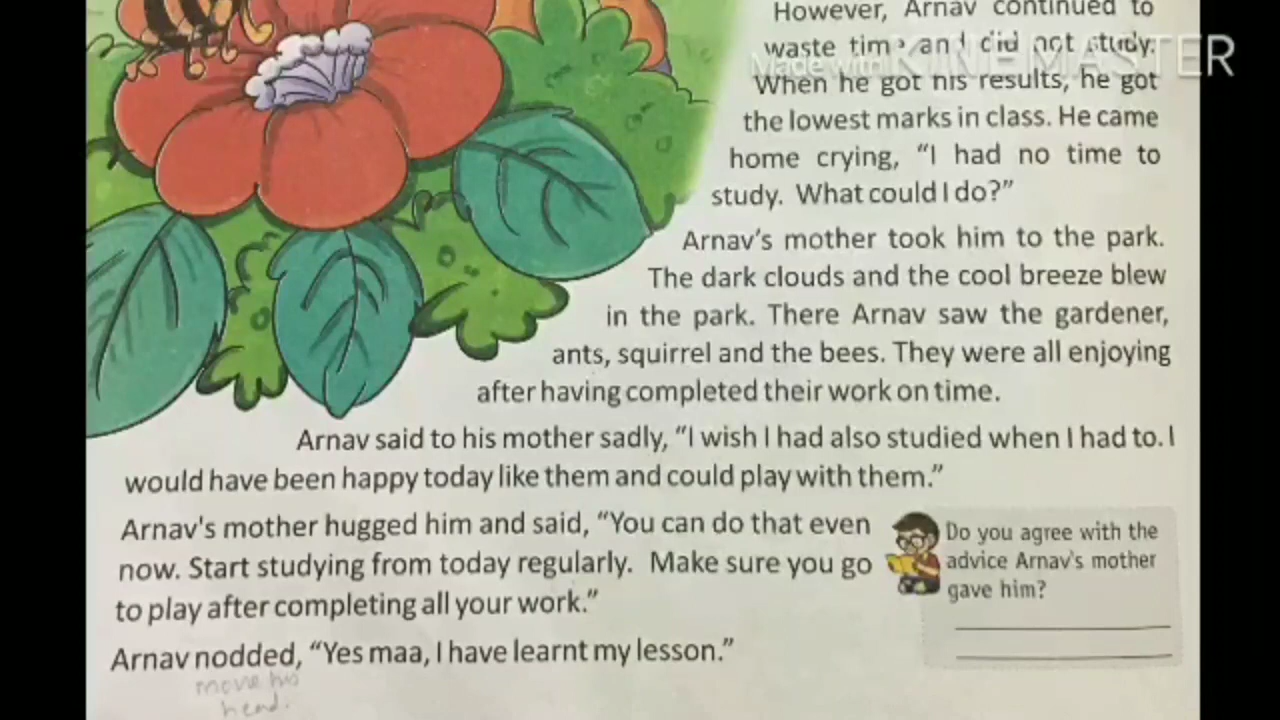 However, Arnav continued to
waste time and did not study.
Made with KINEMASTER
When he got his results, he got
the lowest marks in class. He came
home crying, “I had no time to
study. What could I do?”
Arnav’s mother took him to the park.
The dark clouds and the cool breeze blew
in the park. There Arnav saw the gardener,
ants, squirrel and the bees. They were all enjoying
after having completed their work on time.
Arnav said to his mother sadly, “I wish I had also studied when I had to. I
would have been happy today like them and could play with them.”
Arnav's mother hugged him and said, “You can do that even
now. Start studying from today regularly. Make sure you go
to play after completing all your work.”
Arnav nodded, “Yes maa, I have learnt my lesson.”
move his
head.
Do you agree with the
advice Arnav's mother
gave him?